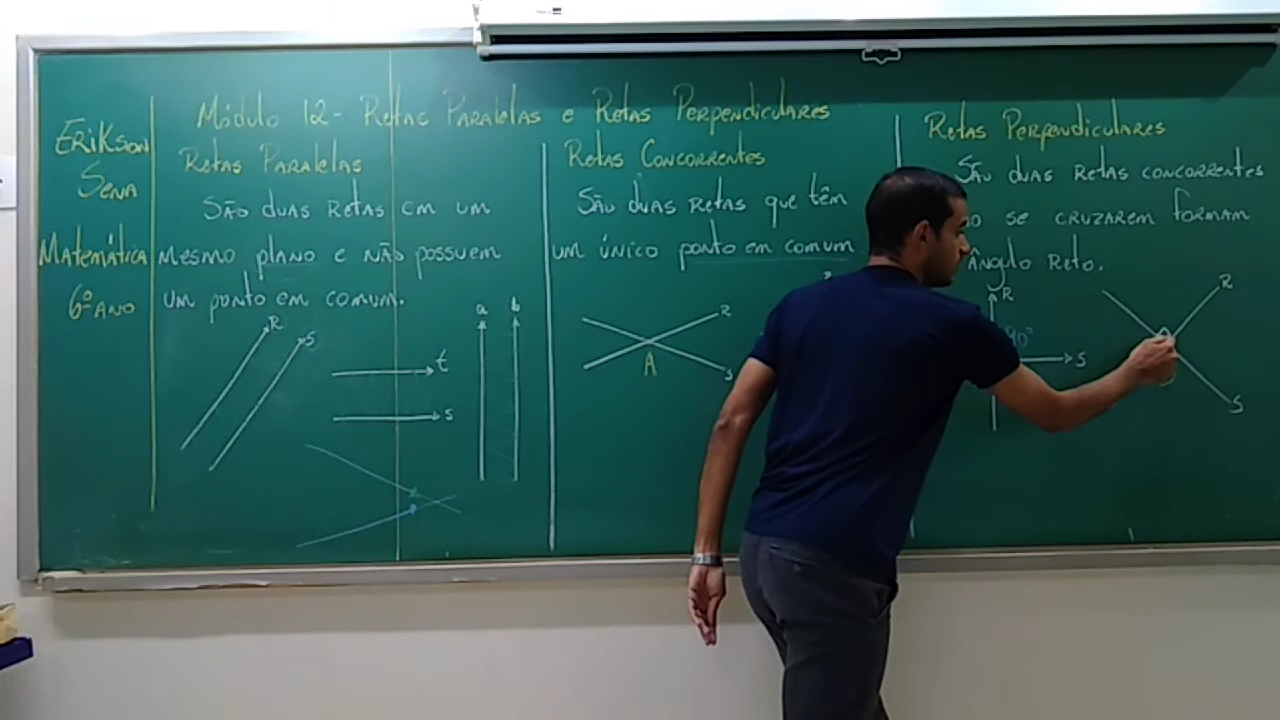 Erikson
Sena
Matemática
6º ano
Módulo 12 - Retas Paralelas e Retas Perpendiculares
Retas Paralelas
São duas retas em um
mesmo plano e não possuem
um ponto em comum.
R
S
t
s
a
b
Retas Concorrentes
São duas retas que têm
um único ponto em comum
R
S
A
Retas Perpendiculares
São duas retas concorrentes
se cruzarem formam
ângulo reto.
R
90°
S
R
S